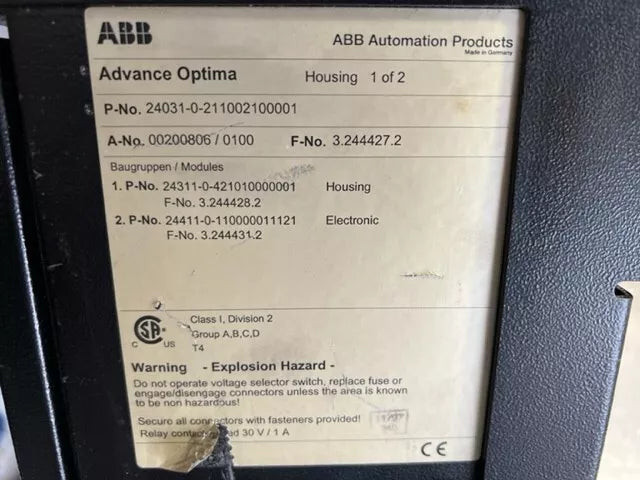 ABB
ABB Automation Products
Made in Germany
Advance Optima Housing 1 of 2
P-No. 24031-0-211002100001
A-No. 00200806 / 0100 F-No. 3.244427.2
Baugruppen / Modules
1. P-No. 24311-0-421010000001 Housing
F-No. 3.244428.2
2. P-No. 24411-0-110000011121 Electronic
F-No. 3.244431.2
Class I, Division 2
Group A,B,C,D
T4
C SA US
Warning - Explosion Hazard -
Do not operate voltage selector switch, replace fuse or
engage/disengage connectors unless the area is known
to be non hazardous!
Secure all connectors with fasteners provided!
Relay contacts 30 V / 1 A
CE